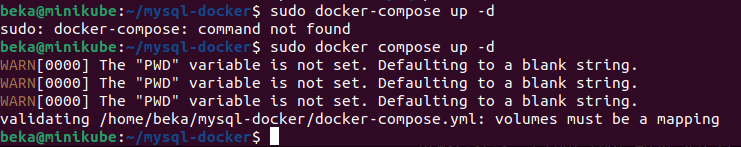 beka@minikube:~/mysql-docker$ sudo docker-compose up -d
sudo: docker-compose: command not found
beka@minikube:~/mysql-docker$ sudo docker compose up -d
WARN[0000] The "PWD" variable is not set. Defaulting to a blank string.
WARN[0000] The "PWD" variable is not set. Defaulting to a blank string.
WARN[0000] The "PWD" variable is not set. Defaulting to a blank string.
validating /home/beka/mysql-docker/docker-compose.yml: volumes must be a mapping
beka@minikube:~/mysql-docker$